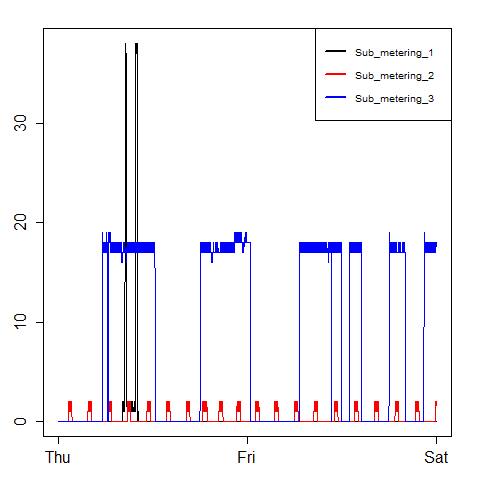 Sub_metering_1
Sub_metering_2
Sub_metering_3
30
20
10
0
Thu Fri Sat